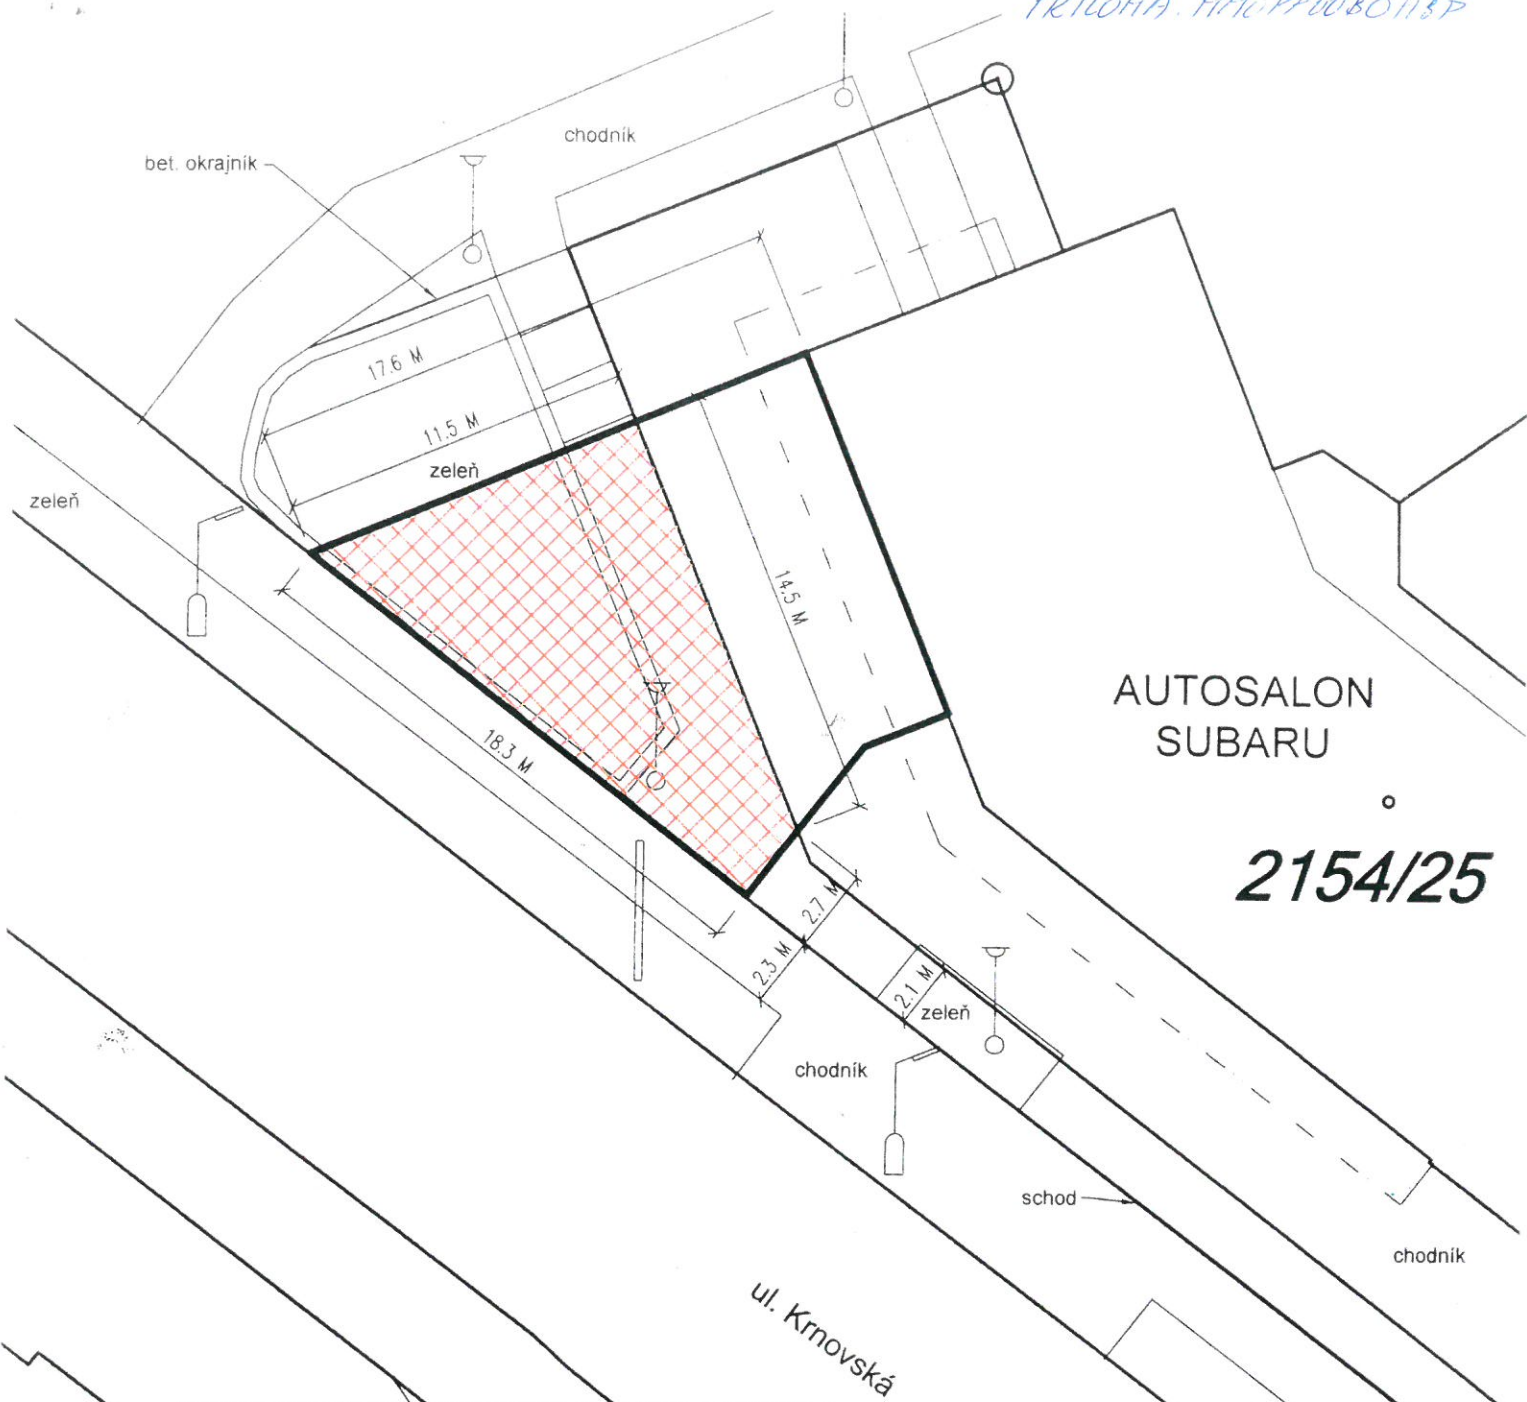 chodník
bet. okrajník
17.6 M
11.5 M
zeleň
zeleň
14.5 M
18.3 M
AUTOSALON
SUBARU
2154/25
2.7 M
2.3 M
2.1 M
zeleň
chodník
schod
chodník
ul. Krnovská